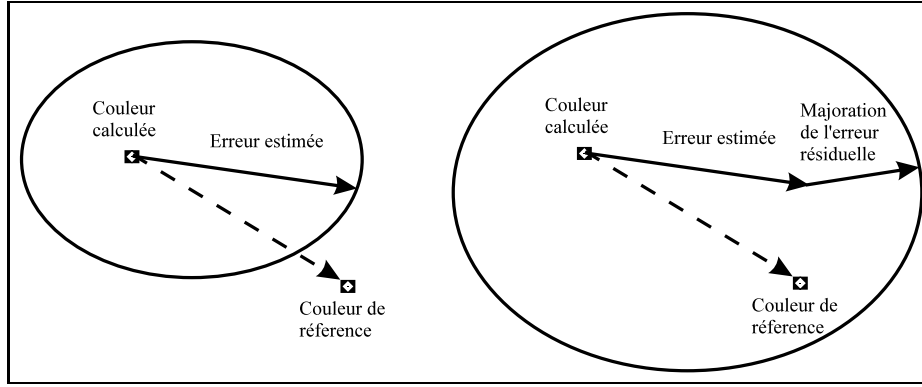 Couleur
calculée
Erreur estimée
Couleur de
réference
Couleur
calculée
Erreur estimée
Majoration
de l'erreur
résiduelle
Couleur de
réference